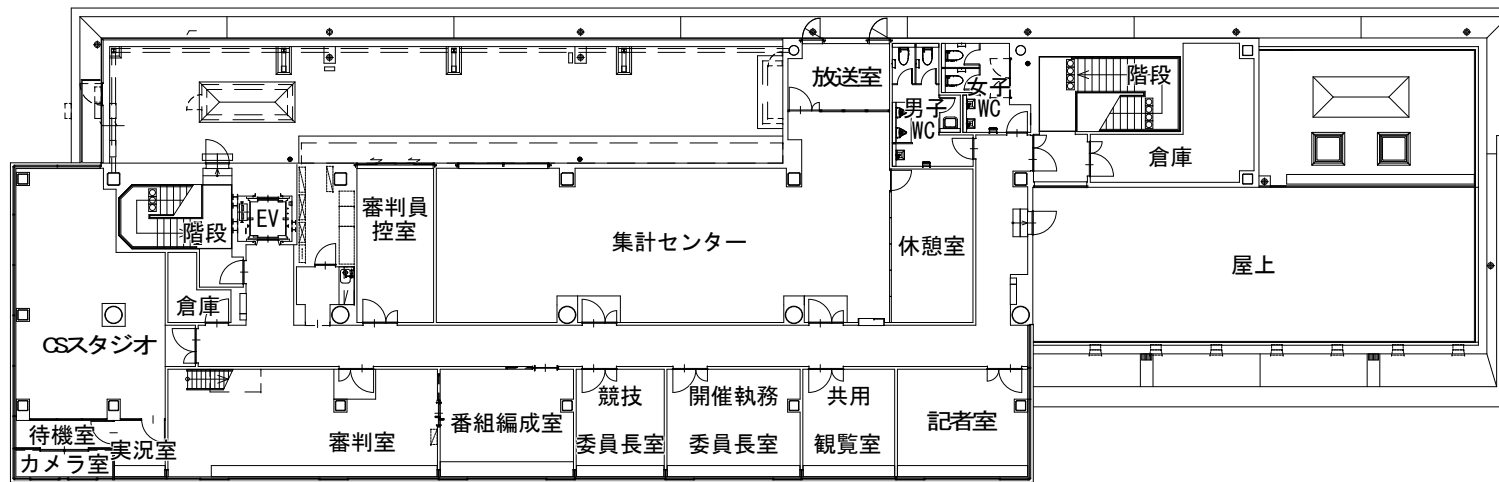 放送室
女子
WC
男子
WC
階段
倉庫
審判員
控室
集計センター
休憩室
屋上
EV
階段
倉庫
CSスタジオ
競技
委員長室
開催執務
委員長室
共用
観覧室
記者室
番組編成室
審判室
待機室
実況室
カメラ室